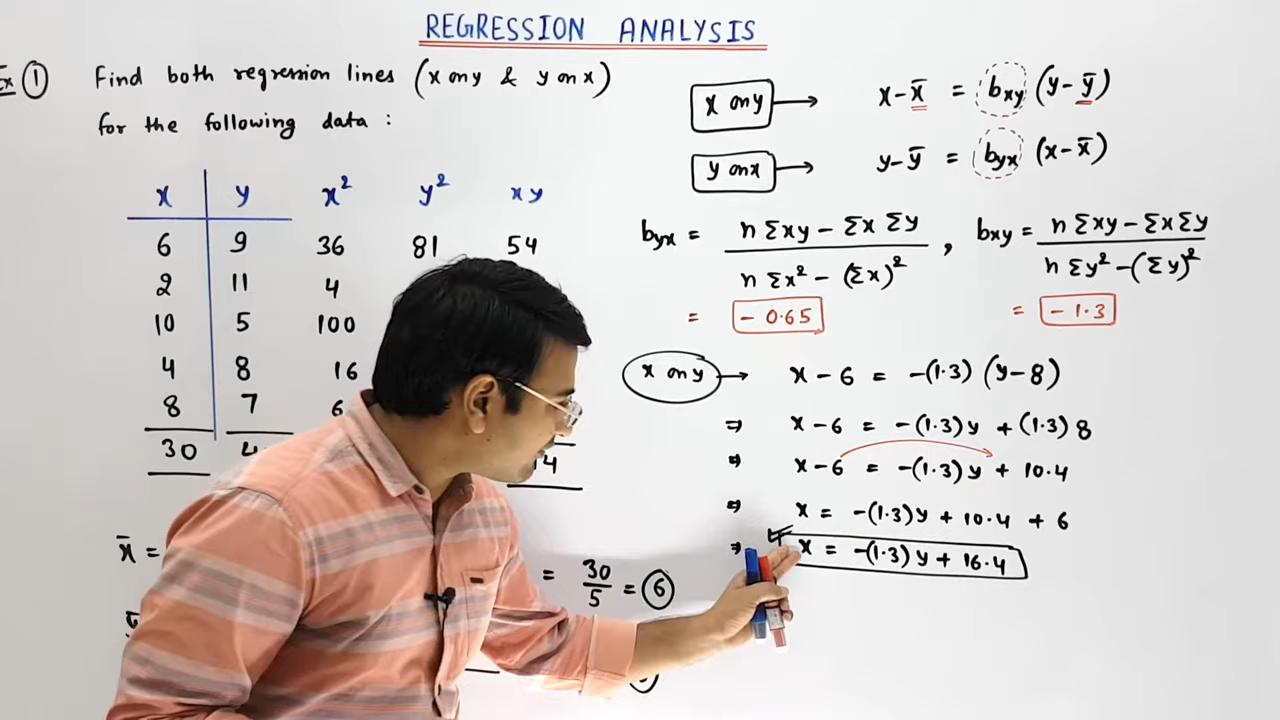 REGRESSION ANALYSIS
Ex ① Find both regression lines (x on y & y on x)
for the following data :
x y x² y² xy
6 9 36 81 54
2 11 4
10 5 100
4 8 16
8 7 6
30 4 14
x̄ =
= 30/5 = 6
x on y → x - x̄ = bxy (y - ȳ)
y on x → y - ȳ = byx (x - x̄)
byx = n Σxy - Σx Σy / n Σx² - (Σx)² , bxy = n Σxy - Σx Σy / n Σy² - (Σy)²
= - 0.65 = - 1.3
x on y → x - 6 = -(1.3) (y - 8)
⇒ x - 6 = -(1.3) y + (1.3) 8
⇒ x - 6 = -(1.3) y + 10.4
⇒ x = -(1.3) y + 10.4 + 6
⇒ x = -(1.3) y + 16.4